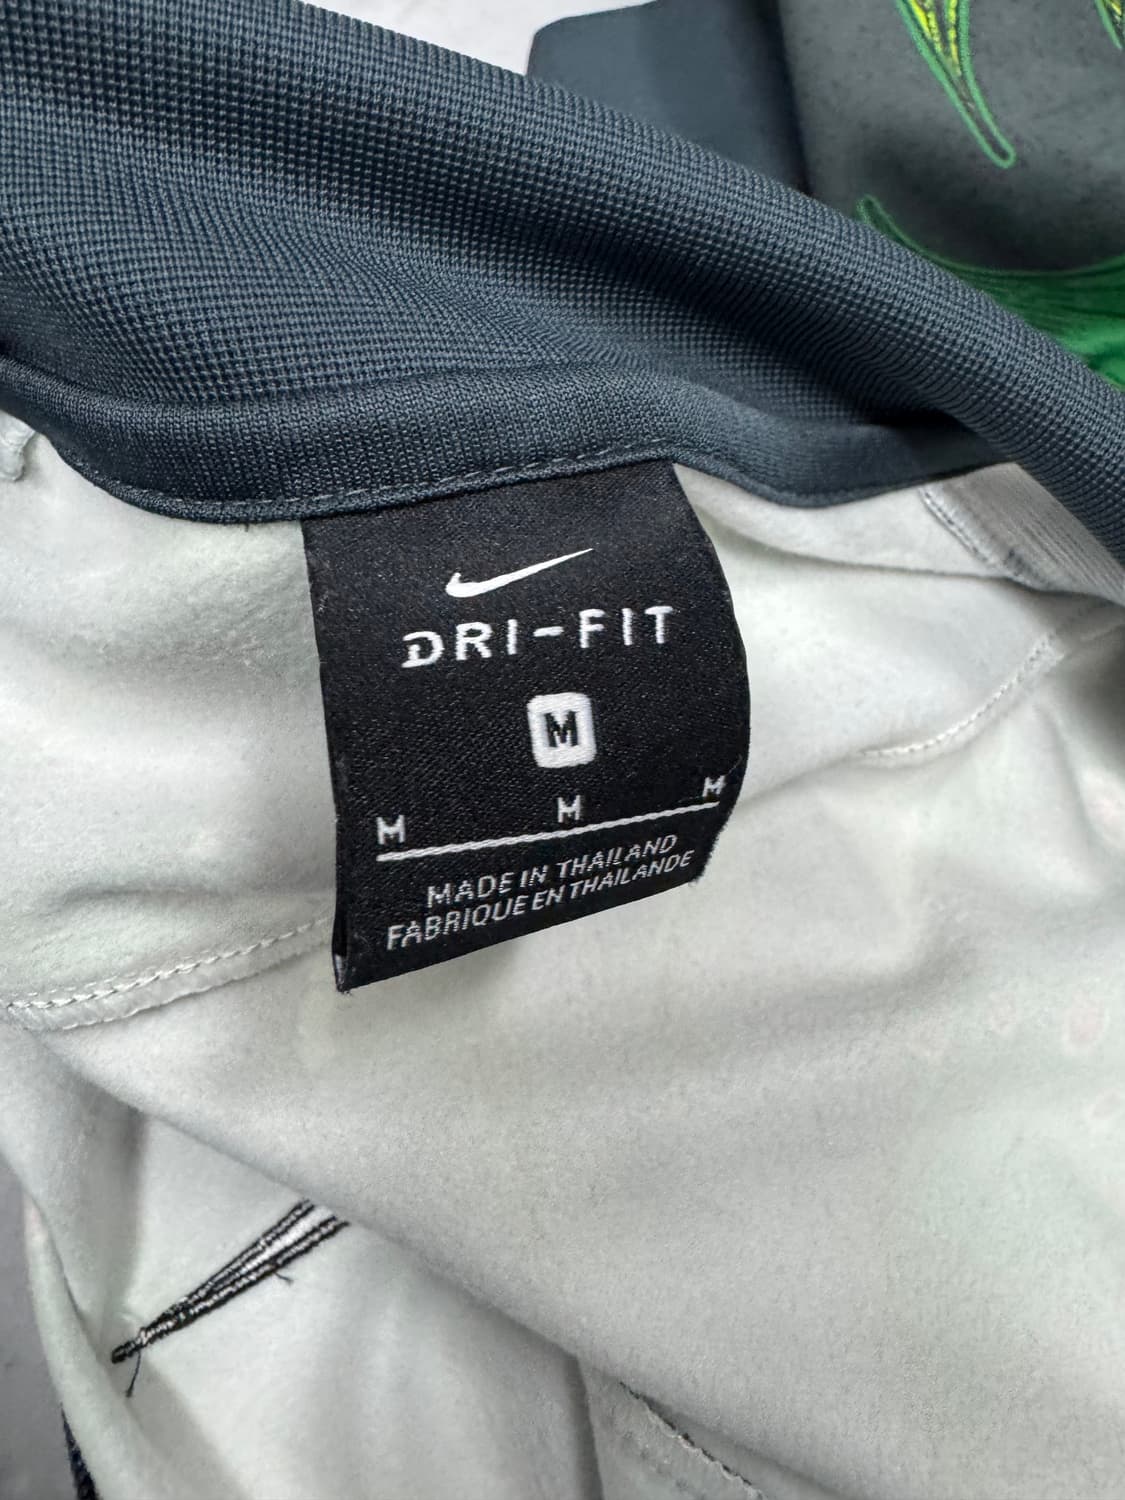 DRI-FIT
M
M M M
MADE IN THAILAND
FABRIQUE EN THAILANDE